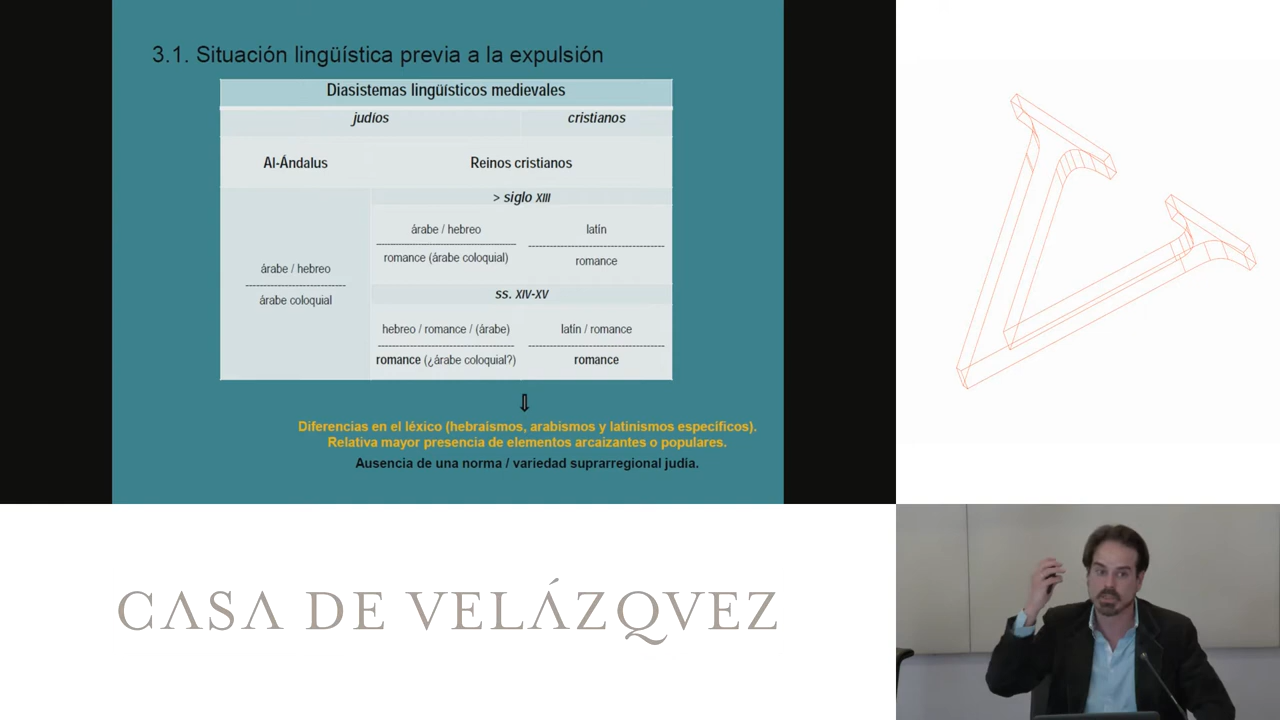 3.1. Situación lingüística previa a la expulsión
Diasistemas lingüísticos medievales
judíos
cristianos
Al-Ándalus
Reinos cristianos
> siglo XIII
árabe / hebreo
romance (árabe coloquial)
latín
romance
árabe / hebreo
árabe coloquial
ss. XIV-XV
hebreo / romance / (árabe)
romance (¿árabe coloquial?)
latín / romance
romance
⇩
Diferencias en el léxico (hebraismos, arabismos y latinismos específicos).
Relativa mayor presencia de elementos arcaizantes o populares.
Ausencia de una norma / variedad suprarregional judía.
CASA DE VELÁZQVEZ